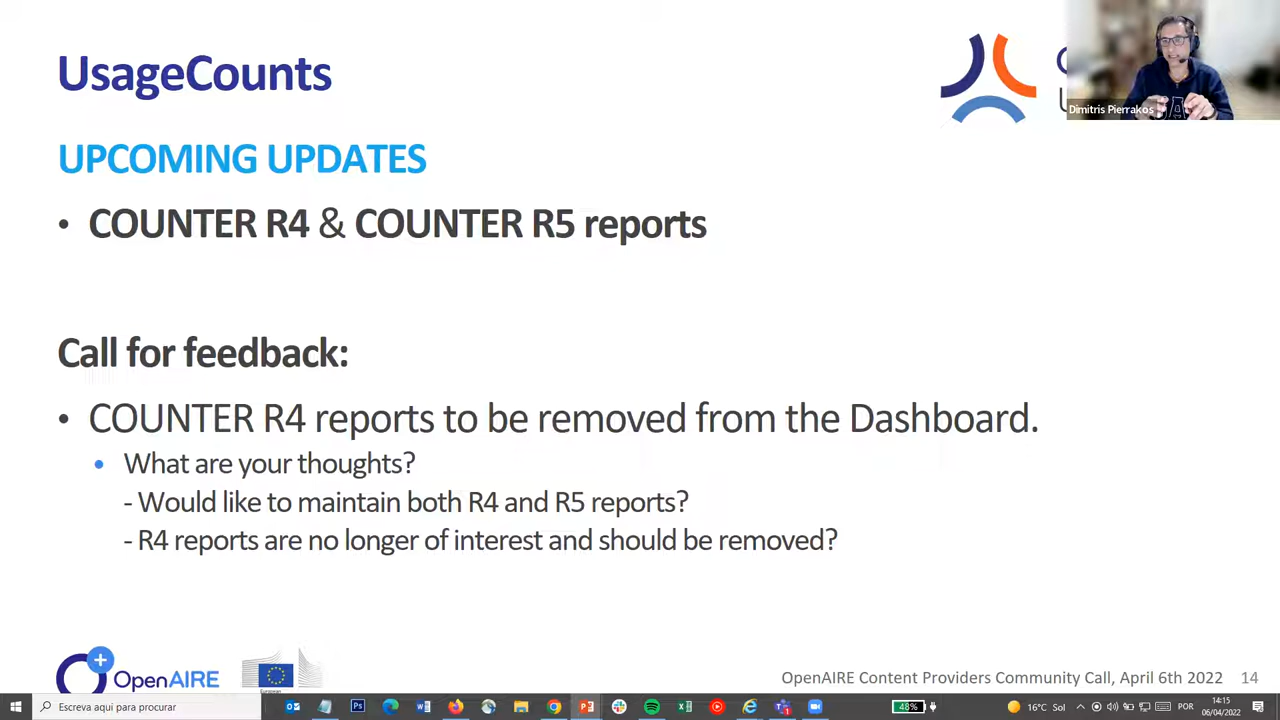 UsageCounts
Dimitris Pierrakos
UPCOMING UPDATES
• COUNTER R4 & COUNTER R5 reports
Call for feedback:
• COUNTER R4 reports to be removed from the Dashboard.
• What are your thoughts?
- Would like to maintain both R4 and R5 reports?
- R4 reports are no longer of interest and should be removed?
OpenAIRE
European
OpenAIRE Content Providers Community Call, April 6th 2022 14
Escreva aqui para procurar
48%
16°C Sol
POR
14:15
06/04/2022